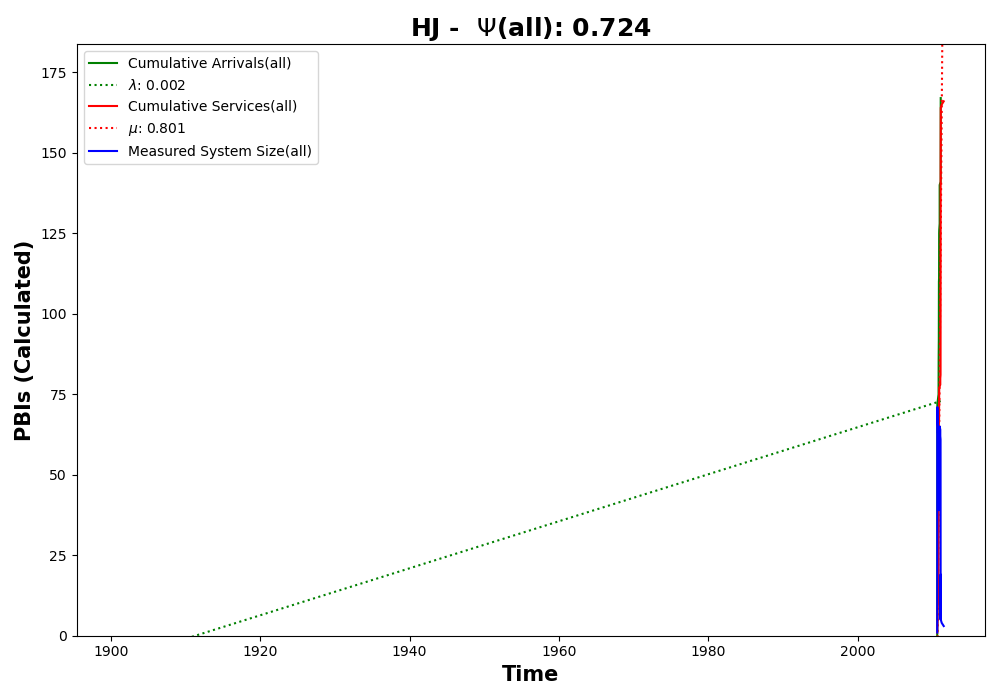 HJ - Ψ(all): 0.724
Cumulative Arrivals(all)
λ: 0.002
Cumulative Services(all)
μ: 0.801
Measured System Size(all)
PBIs (Calculated)
175
150
125
100
75
50
25
0
1900 1920 1940 1960 1980 2000
Time